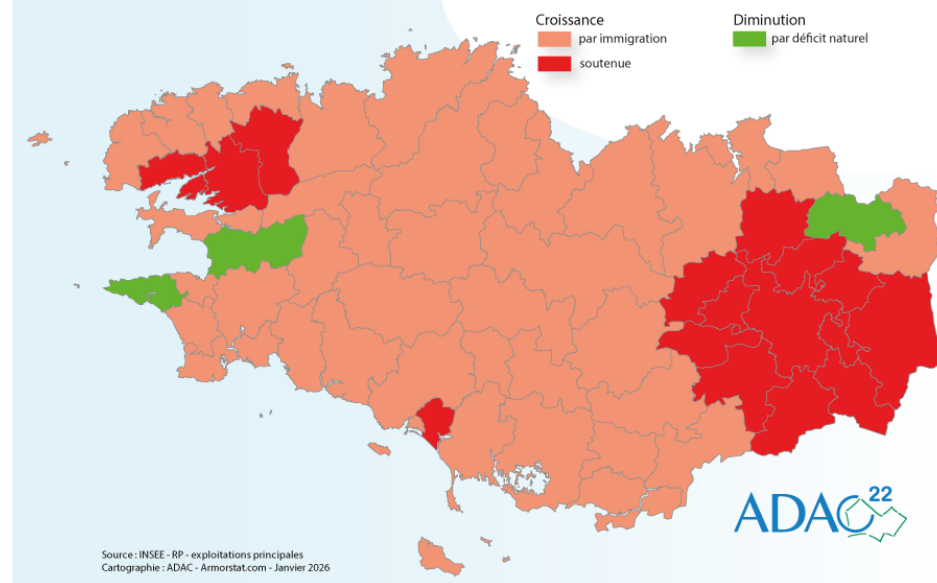 Croissance
par immigration
soutenue
Diminution
par déficit naturel
ADAC 22
Source : INSEE - RP - exploitations principales
Cartographie : ADAC - Armorstat.com - Janvier 2026